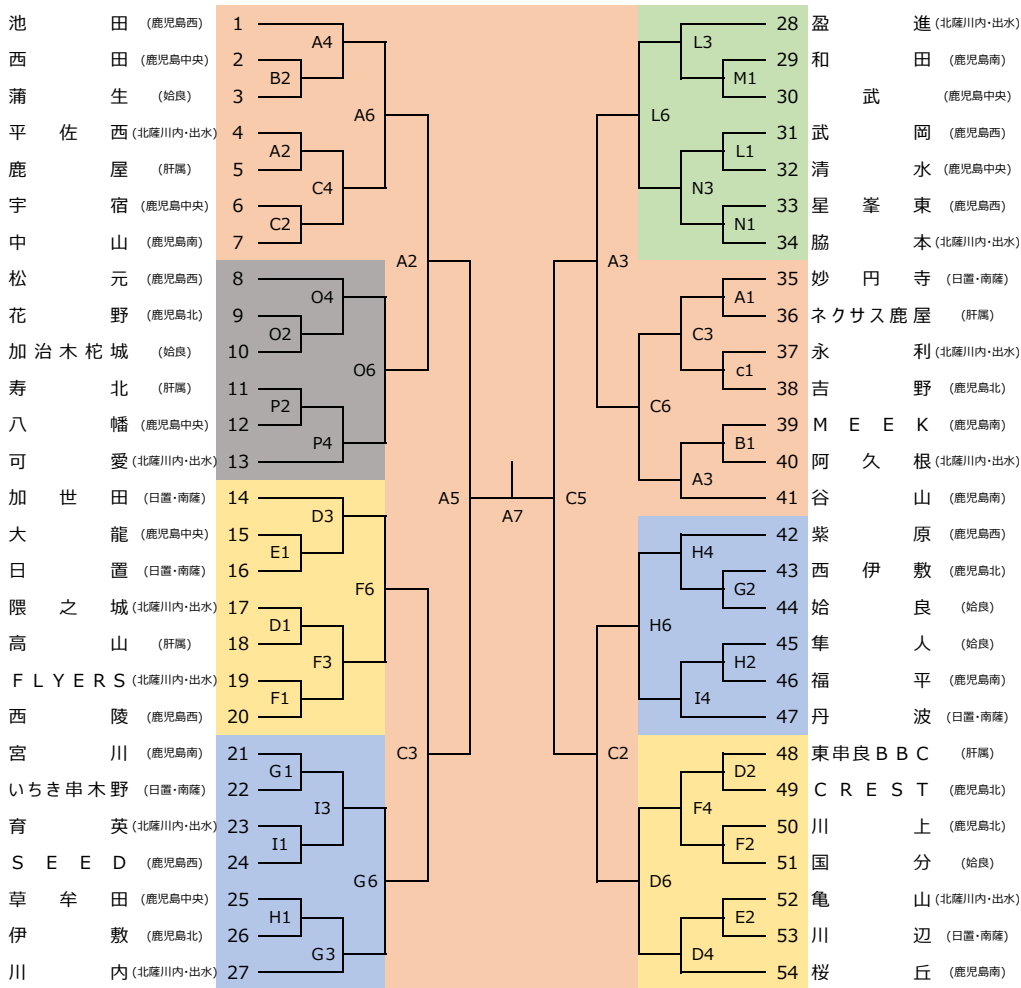 池田 (鹿児島西) 1
西田 (鹿児島中央) 2
蒲生 (姶良) 3
平佐西 (北薩川内・出水) 4
鹿屋 (肝属) 5
宇宿 (鹿児島中央) 6
中山 (鹿児島南) 7
松元 (鹿児島西) 8
花野 (鹿児島北) 9
加治木柁城 (姶良) 10
寿北 (肝属) 11
八幡 (鹿児島中央) 12
可愛 (北薩川内・出水) 13
加世田 (日置・南薩) 14
大龍 (鹿児島中央) 15
日置 (日置・南薩) 16
隈之城 (北薩川内・出水) 17
高山 (肝属) 18
FLYERS (北薩川内・出水) 19
西陵 (鹿児島西) 20
宮川 (鹿児島南) 21
いちき串木野 (日置・南薩) 22
育英 (北薩川内・出水) 23
SEED (鹿児島西) 24
草牟田 (鹿児島中央) 25
伊敷 (鹿児島北) 26
川内 (北薩川内・出水) 27
A4
B2
A6
A2
C4
C2
A2
O4
O2
O6
P2
P4
A5
D3
E1
F6
D1
F3
F1
C3
G1
I3
I1
G6
H1
G3
A7
28 盈進 (北薩川内・出水)
29 和田 (鹿児島南)
30 武 (鹿児島中央)
31 武岡 (鹿児島西)
32 清水 (鹿児島中央)
33 星峯東 (鹿児島西)
34 脇本 (北薩川内・出水)
35 妙円寺 (日置・南薩)
36 ネクサス鹿屋 (肝属)
37 永利 (北薩川内・出水)
38 吉野 (鹿児島北)
39 MEEK (鹿児島南)
40 阿久根 (北薩川内・出水)
41 谷山 (鹿児島南)
42 紫原 (鹿児島西)
43 西伊敷 (鹿児島北)
44 姶良 (姶良)
45 隼人 (姶良)
46 福平 (鹿児島南)
47 丹波 (日置・南薩)
48 東串良BBC (肝属)
49 CREST (鹿児島北)
50 川上 (鹿児島北)
51 国分 (姶良)
52 亀山 (北薩川内・出水)
53 川辺 (日置・南薩)
54 桜丘 (鹿児島南)
L3
M1
L6
L1
N3
N1
A3
A1
C3
c1
C6
B1
A3
C5
H4
G2
H6
H2
I4
C2
D2
F4
F2
D6
E2
D4